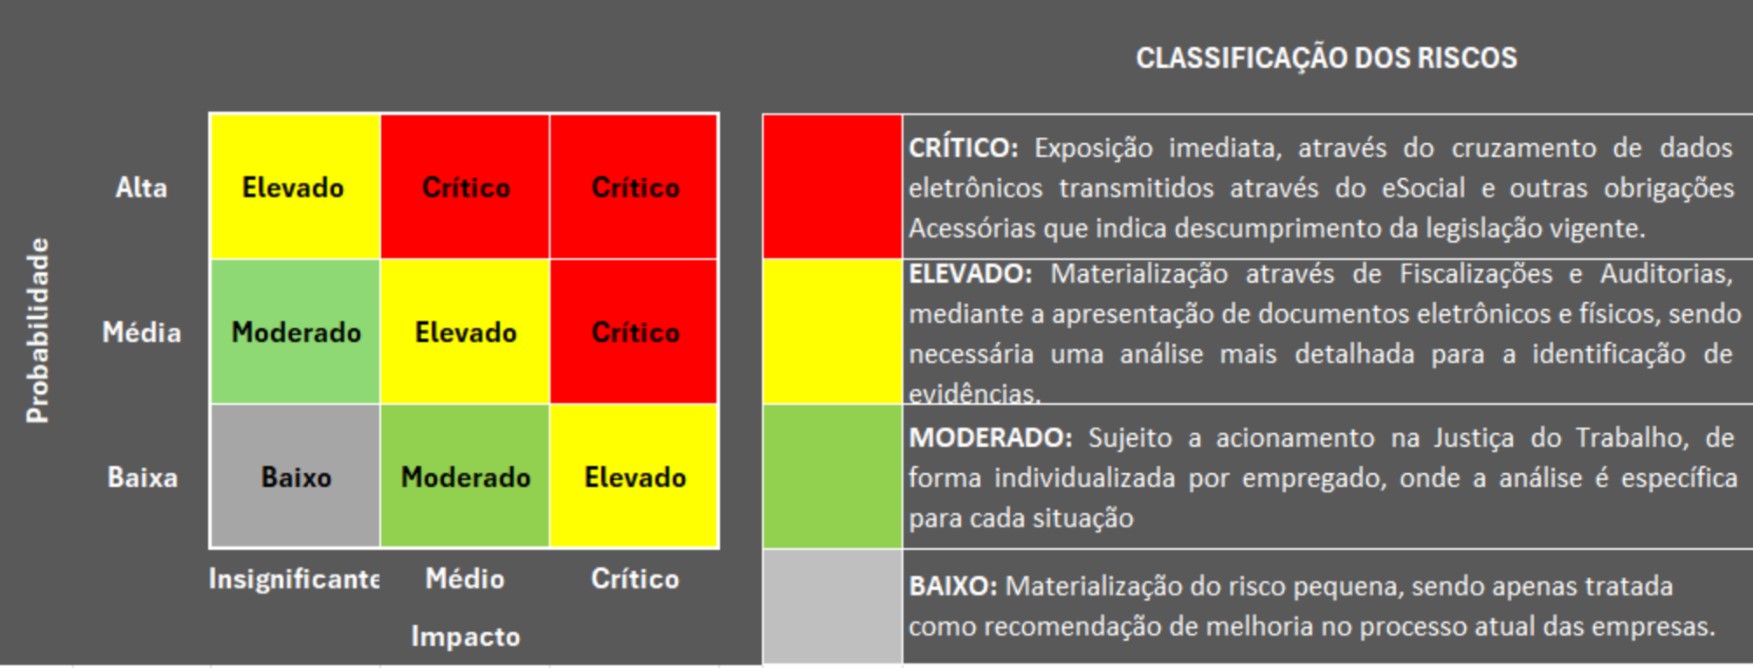 CLASSIFICAÇÃO DOS RISCOS
Probabilidade
Alta
Elevado
Crítico
Crítico
Média
Moderado
Elevado
Crítico
Baixa
Baixo
Moderado
Elevado
Insignificante
Médio
Crítico
Impacto
CRÍTICO: Exposição imediata, através do cruzamento de dados
eletrônicos transmitidos através do eSocial e outras obrigações
Acessórias que indica descumprimento da legislação vigente.
ELEVADO: Materialização através de Fiscalizações e Auditorias,
mediante a apresentação de documentos eletrônicos e físicos, sendo
necessária uma análise mais detalhada para a identificação de
evidências.
MODERADO: Sujeito a acionamento na Justiça do Trabalho, de
forma individualizada por empregado, onde a análise é específica
para cada situação
BAIXO: Materialização do risco pequena, sendo apenas tratada
como recomendação de melhoria no processo atual das empresas.